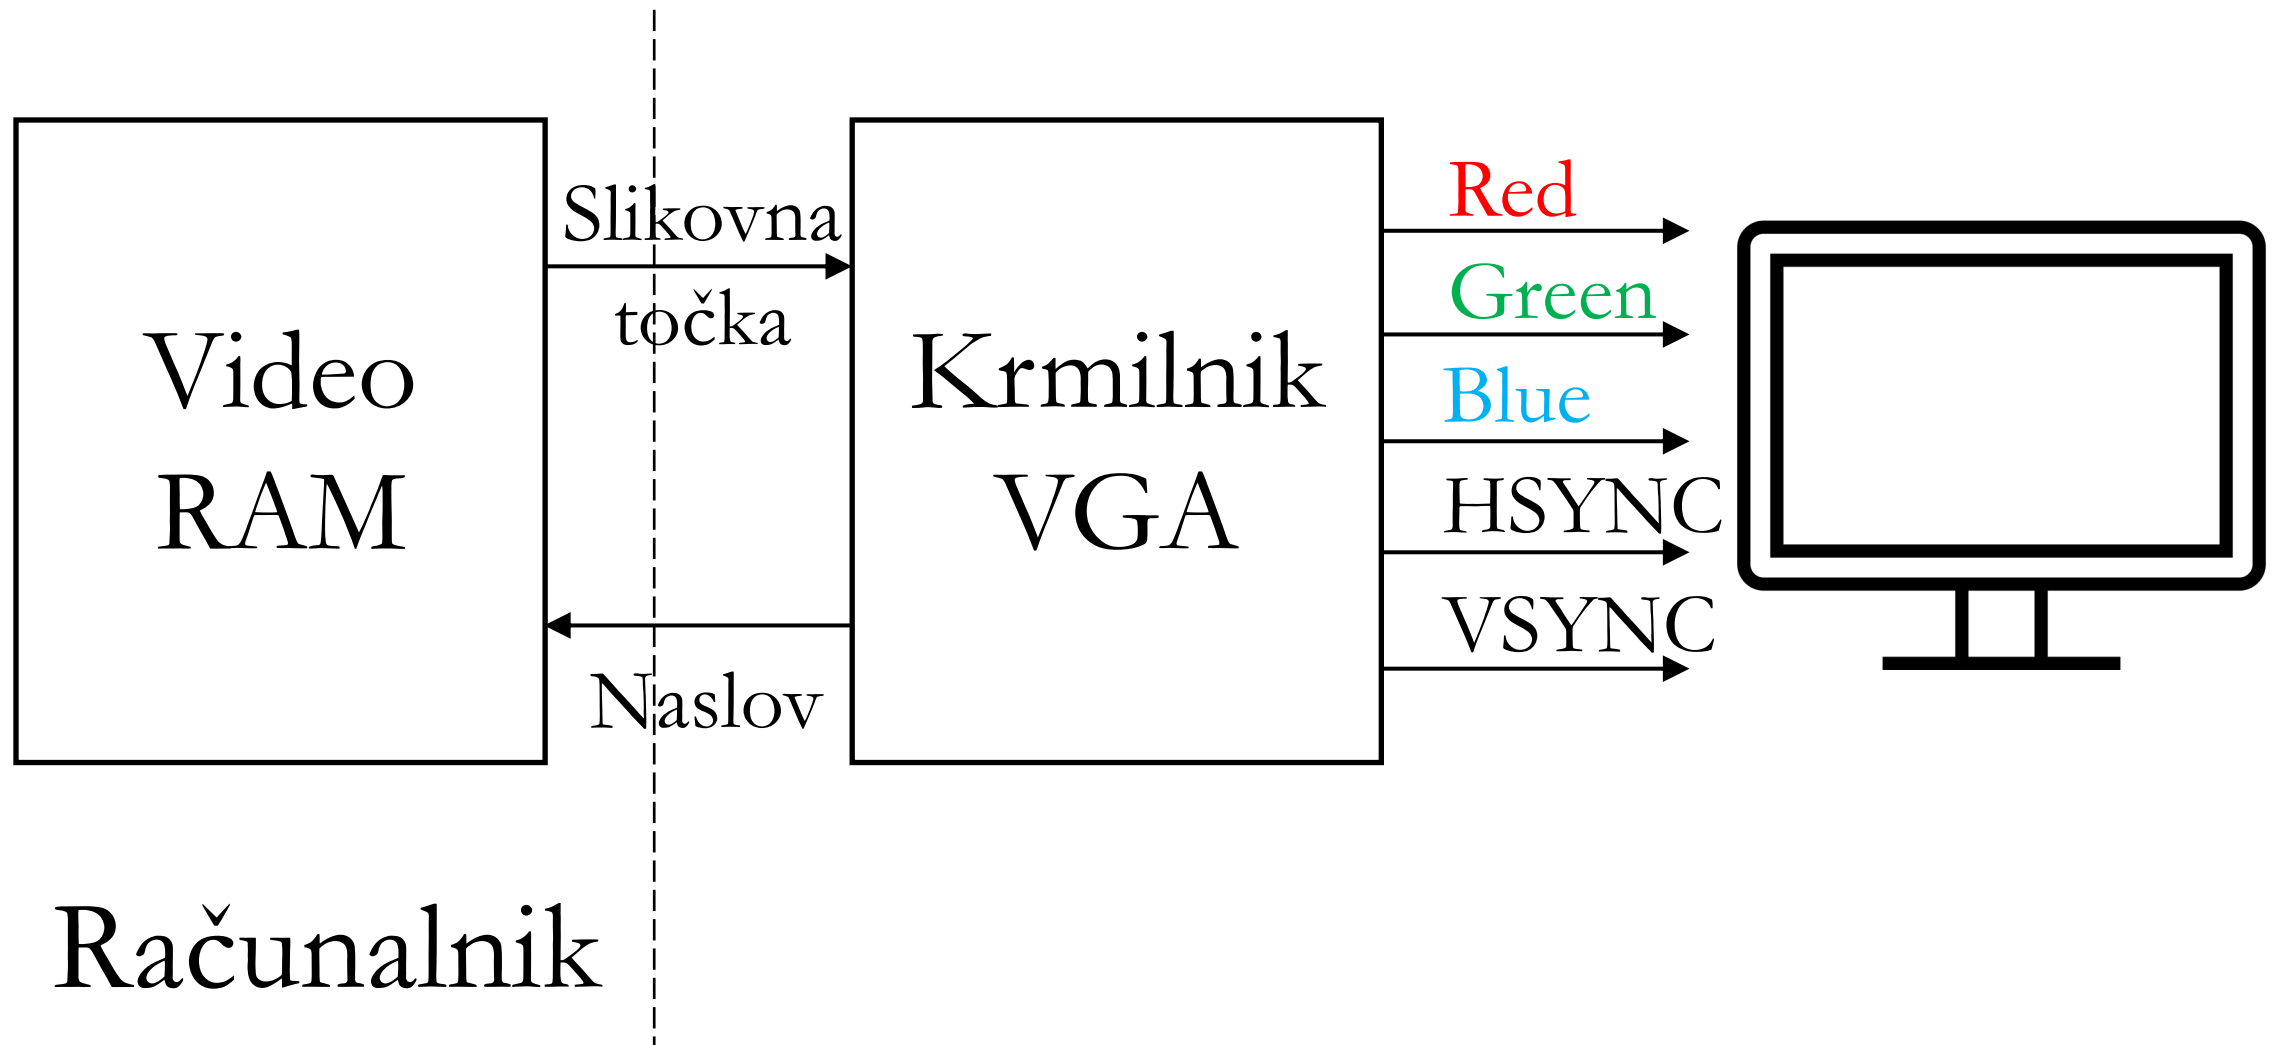 Video
RAM
Slikovna
točka
Naslov
Krmilnik
VGA
Red
Green
Blue
HSYNC
VSYNC
Računalnik